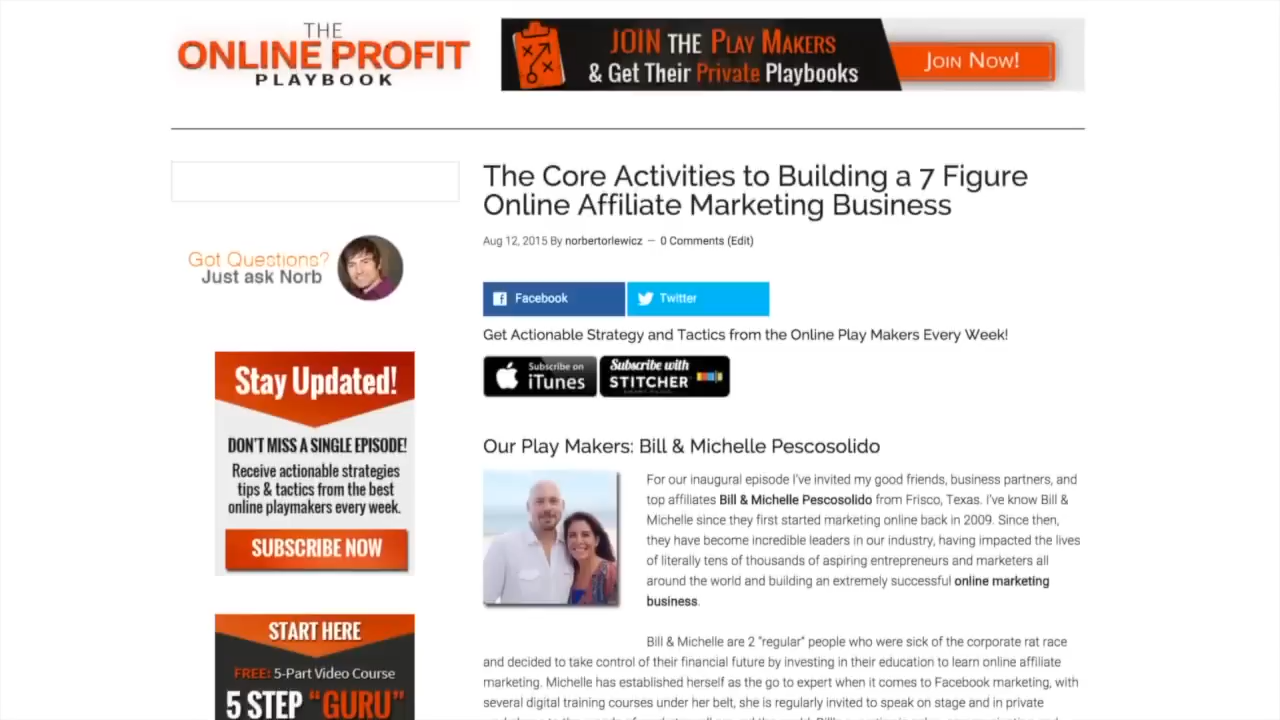 THE
ONLINE PROFIT
PLAYBOOK
JOIN THE PLAY MAKERS
& Get Their Private Playbooks
JOIN NOW!
The Core Activities to Building a 7 Figure
Online Affiliate Marketing Business
Aug 12, 2015 By norbertorlewicz — 0 Comments (Edit)
Got Questions?
Just ask Norb
Facebook
Twitter
Get Actionable Strategy and Tactics from the Online Play Makers Every Week!
Subscribe on
iTunes
Subscribe with
STITCHER
Stay Updated!
DON'T MISS A SINGLE EPISODE!
Receive actionable strategies
tips & tactics from the best
online playmakers every week.
SUBSCRIBE NOW
START HERE
FREE: 5-Part Video Course
5 STEP "GURU"
Our Play Makers: Bill & Michelle Pescosolido
For our inaugural episode I've invited my good friends, business partners, and
top affiliates Bill & Michelle Pescosolido from Frisco, Texas. I've know Bill &
Michelle since they first started marketing online back in 2009. Since then,
they have become incredible leaders in our industry, having impacted the lives
of literally tens of thousands of aspiring entrepreneurs and marketers all
around the world and building an extremely successful online marketing
business.
Bill & Michelle are 2 "regular" people who were sick of the corporate rat race
and decided to take control of their financial future by investing in their education to learn online affiliate
marketing. Michelle has established herself as the go to expert when it comes to Facebook marketing, with
several digital training courses under her belt, she is regularly invited to speak on stage and in private